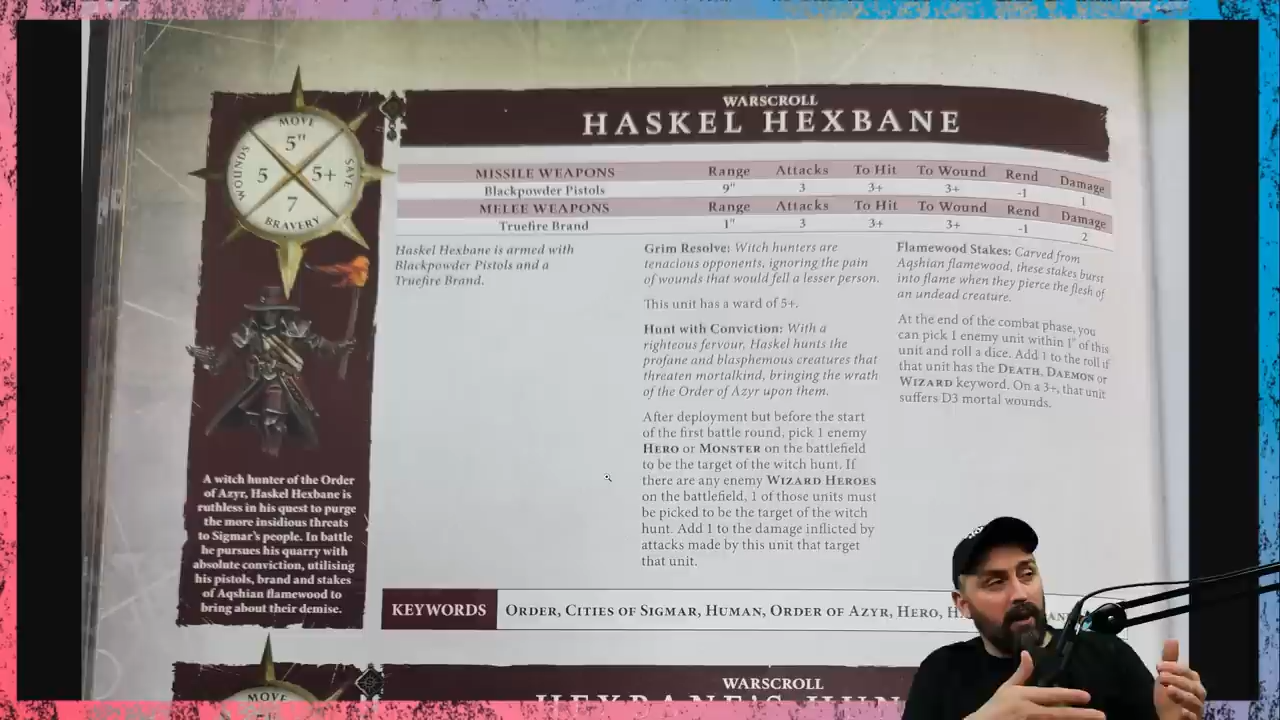 WARSCROLL
HASKEL HEXBANE
MOVE
5"
WOUNDS
5
5+
SAVE
7
BRAVERY
MISSILE WEAPONS Range Attacks To Hit To Wound Rend Damage
Blackpowder Pistols 9" 3 3+ 3+ -1 1
MELEE WEAPONS Range Attacks To Hit To Wound Rend Damage
Truefire Brand 1" 3 3+ 3+ -1 2
Haskel Hexbane is armed with
Blackpowder Pistols and a
Truefire Brand.
Grim Resolve: Witch hunters are
tenacious opponents, ignoring the pain
of wounds that would fell a lesser person.
This unit has a ward of 5+.
Hunt with Conviction: With a
righteous fervour, Haskel hunts the
profane and blasphemous creatures that
threaten mortalkind, bringing the wrath
of the Order of Azyr upon them.
After deployment but before the start
of the first battle round, pick 1 enemy
HERO or MONSTER on the battlefield
to be the target of the witch hunt. If
there are any enemy WIZARD HEROES
on the battlefield, 1 of those units must
be picked to be the target of the witch
hunt. Add 1 to the damage inflicted by
attacks made by this unit that target
that unit.
Flamewood Stakes: Carved from
Aqshian flamewood, these stakes burst
into flame when they pierce the flesh of
an undead creature.
At the end of the combat phase, you
can pick 1 enemy unit within 1" of this
unit and roll a dice. Add 1 to the roll if
that unit has the DEATH, DAEMON or
WIZARD keyword. On a 3+, that unit
suffers D3 mortal wounds.
A witch hunter of the Order
of Azyr, Haskel Hexbane is
ruthless in his quest to purge
the more insidious threats
to Sigmar's people. In battle
he pursues his quarry with
absolute conviction, utilising
his pistols, brand and stakes
of Aqshian flamewood to
bring about their demise.
KEYWORDS
ORDER, CITIES OF SIGMAR, HUMAN, ORDER OF AZYR, HERO,
WARSCROLL
HEXBANE'S
MOVE